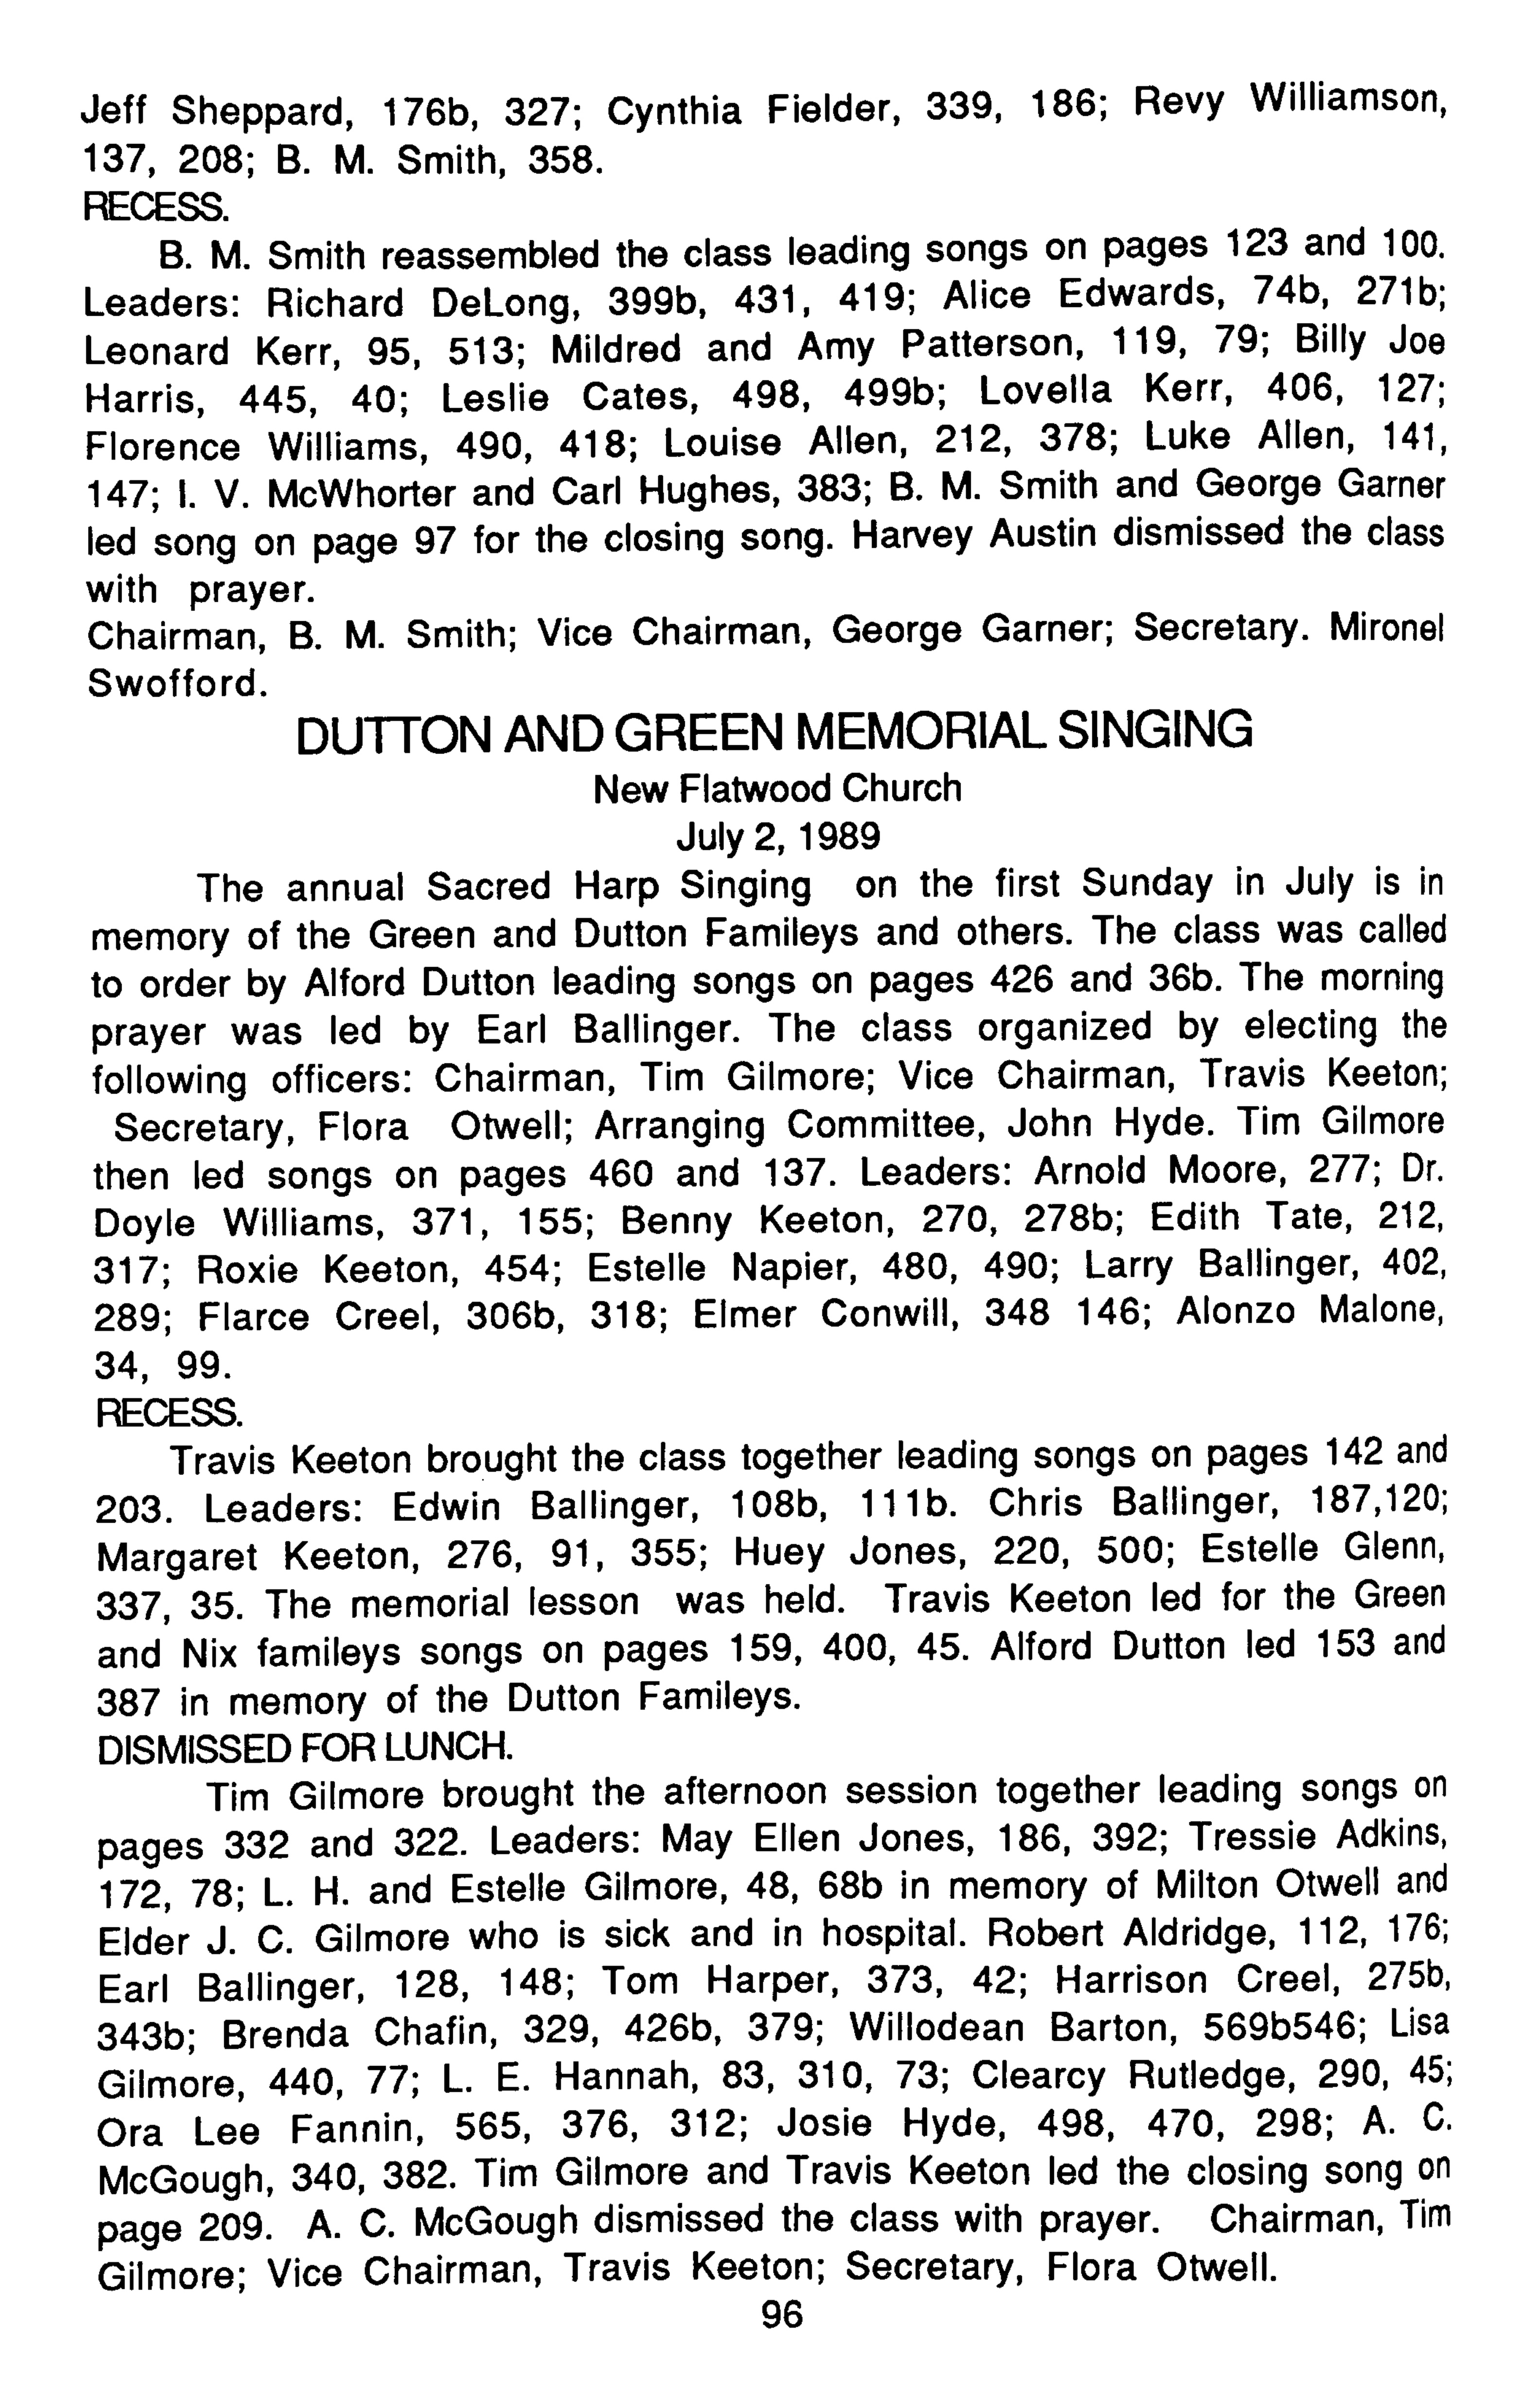 Jeff Sheppard, 176b, 327; Cynthia Fielder, 339, 186; Revy Williamson,
137, 208; B. M. Smith, 358.
RECESS.
B. M. Smith reassembled the class leading songs on pages 123 and 100.
Leaders: Richard DeLong, 399b, 431, 419; Alice Edwards, 74b, 271b;
Leonard Kerr, 95, 513; Mildred and Amy Patterson, 119, 79; Billy Joe
Harris, 445, 40; Leslie Cates, 498, 499b; Lovella Kerr, 406, 127;
Florence Williams, 490, 418; Louise Allen, 212, 378; Luke Allen, 141,
147; I. V. McWhorter and Carl Hughes, 383; B. M. Smith and George Garner
led song on page 97 for the closing song. Harvey Austin dismissed the class
with prayer.
Chairman, B. M. Smith; Vice Chairman, George Garner; Secretary. Mironel
Swofford.
DUTTON AND GREEN MEMORIAL SINGING
New Flatwood Church
July 2, 1989
The annual Sacred Harp Singing on the first Sunday in July is in
memory of the Green and Dutton Famileys and others. The class was called
to order by Alford Dutton leading songs on pages 426 and 36b. The morning
prayer was led by Earl Ballinger. The class organized by electing the
following officers: Chairman, Tim Gilmore; Vice Chairman, Travis Keeton;
Secretary, Flora Otwell; Arranging Committee, John Hyde. Tim Gilmore
then led songs on pages 460 and 137. Leaders: Arnold Moore, 277; Dr.
Doyle Williams, 371, 155; Benny Keeton, 270, 278b; Edith Tate, 212,
317; Roxie Keeton, 454; Estelle Napier, 480, 490; Larry Ballinger, 402,
289; Flarce Creel, 306b, 318; Elmer Conwill, 348 146; Alonzo Malone,
34, 99.
RECESS.
Travis Keeton brought the class together leading songs on pages 142 and
203. Leaders: Edwin Ballinger, 108b, 111b. Chris Ballinger, 187,120;
Margaret Keeton, 276, 91, 355; Huey Jones, 220, 500; Estelle Glenn,
337, 35. The memorial lesson was held. Travis Keeton led for the Green
and Nix famileys songs on pages 159, 400, 45. Alford Dutton led 153 and
387 in memory of the Dutton Famileys.
DISMISSED FOR LUNCH.
Tim Gilmore brought the afternoon session together leading songs on
pages 332 and 322. Leaders: May Ellen Jones, 186, 392; Tressie Adkins,
172, 78; L. H. and Estelle Gilmore, 48, 68b in memory of Milton Otwell and
Elder J. C. Gilmore who is sick and in hospital. Robert Aldridge, 112, 176;
Earl Ballinger, 128, 148; Tom Harper, 373, 42; Harrison Creel, 275b,
343b; Brenda Chafin, 329, 426b, 379; Willodean Barton, 569b546; Lisa
Gilmore, 440, 77; L. E. Hannah, 83, 310, 73; Clearcy Rutledge, 290, 45;
Ora Lee Fannin, 565, 376, 312; Josie Hyde, 498, 470, 298; A. C.
McGough, 340, 382. Tim Gilmore and Travis Keeton led the closing song on
page 209. A. C. McGough dismissed the class with prayer. Chairman, Tim
Gilmore; Vice Chairman, Travis Keeton; Secretary, Flora Otwell.
96